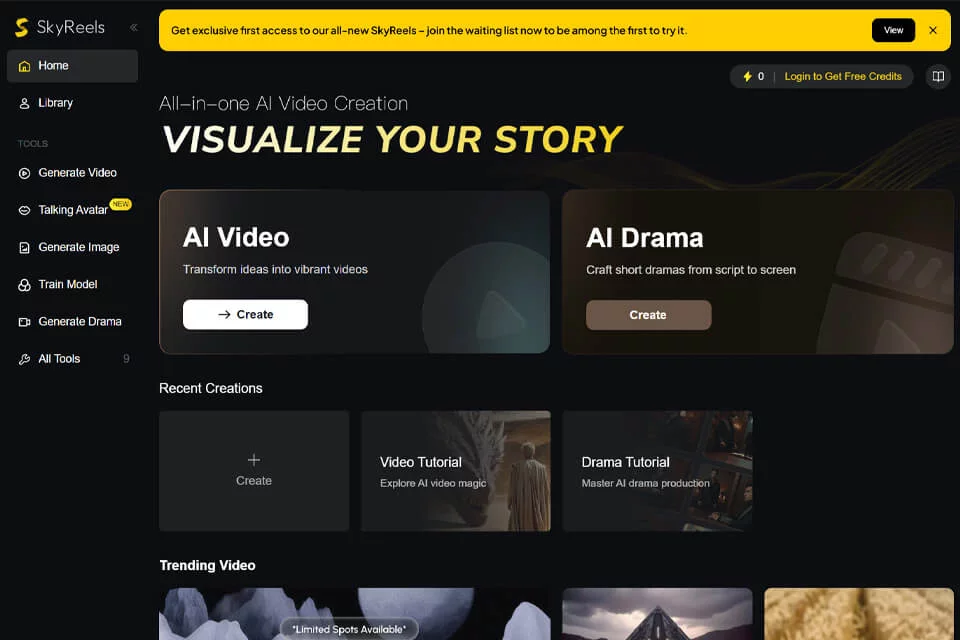 SkyReels
Get exclusive first access to our all-new SkyReels – join the waiting list now to be among the first to try it.
View
Home
Library
TOOLS
Generate Video
Talking Avatar
NEW
Generate Image
Train Model
Generate Drama
All Tools
9
0
Login to Get Free Credits
All-in-one AI Video Creation
VISUALIZE YOUR STORY
AI Video
Transform ideas into vibrant videos
→ Create
AI Drama
Craft short dramas from script to screen
Create
Recent Creations
+
Create
Video Tutorial
Explore AI video magic
Drama Tutorial
Master AI drama production
Trending Video
*Limited Spots Available*